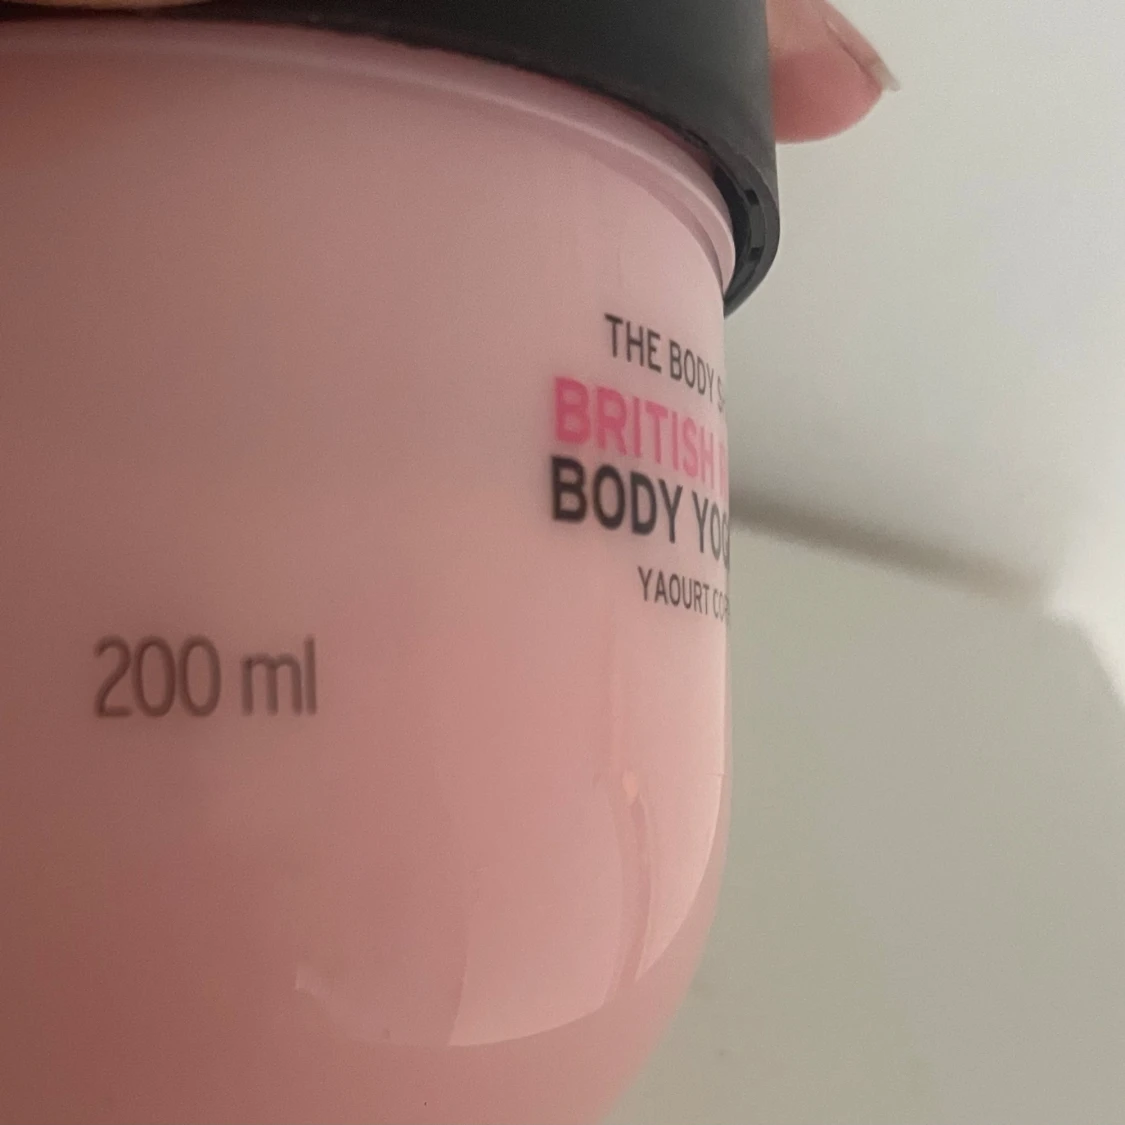 THE BODY
BRITISH
BODY
YAOURT
200 ml